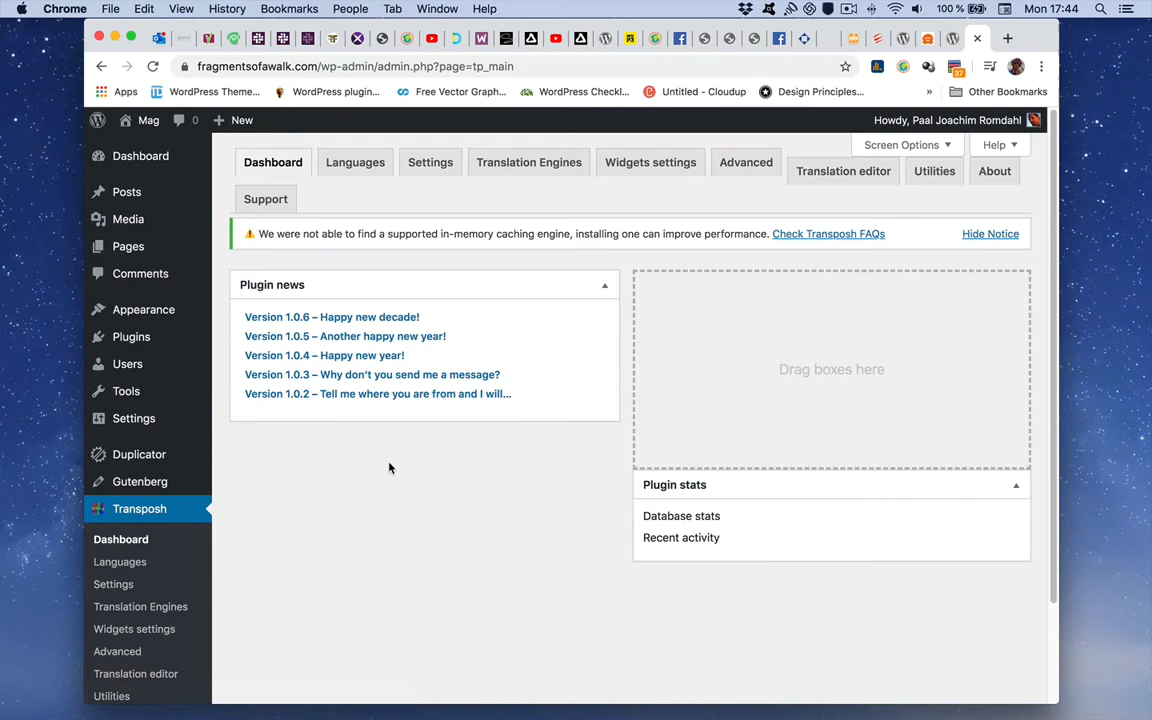 Chrome File Edit View History Bookmarks People Tab Window Help 100 % Mon 17:44
fragmentsofawalk.com/wp-admin/admin.php?page=tp_main 37
Apps WordPress Theme... WordPress plugin... Free Vector Graph... WordPress Checkl... Untitled - Cloudup Design Principles... » Other Bookmarks
Mag 0 New Howdy, Paal Joachim Romdahl
Screen Options Help
Dashboard Languages Settings Translation Engines Widgets settings Advanced Translation editor Utilities About
Support
We were not able to find a supported in-memory caching engine, installing one can improve performance. Check Transposh FAQs Hide Notice
Plugin news
Version 1.0.6 – Happy new decade!
Version 1.0.5 – Another happy new year!
Version 1.0.4 – Happy new year!
Version 1.0.3 – Why don't you send me a message?
Version 1.0.2 – Tell me where you are from and I will...
Drag boxes here
Plugin stats
Database stats
Recent activity
Dashboard
Posts
Media
Pages
Comments
Appearance
Plugins
Users
Tools
Settings
Duplicator
Gutenberg
Transposh
Dashboard
Languages
Settings
Translation Engines
Widgets settings
Advanced
Translation editor
Utilities